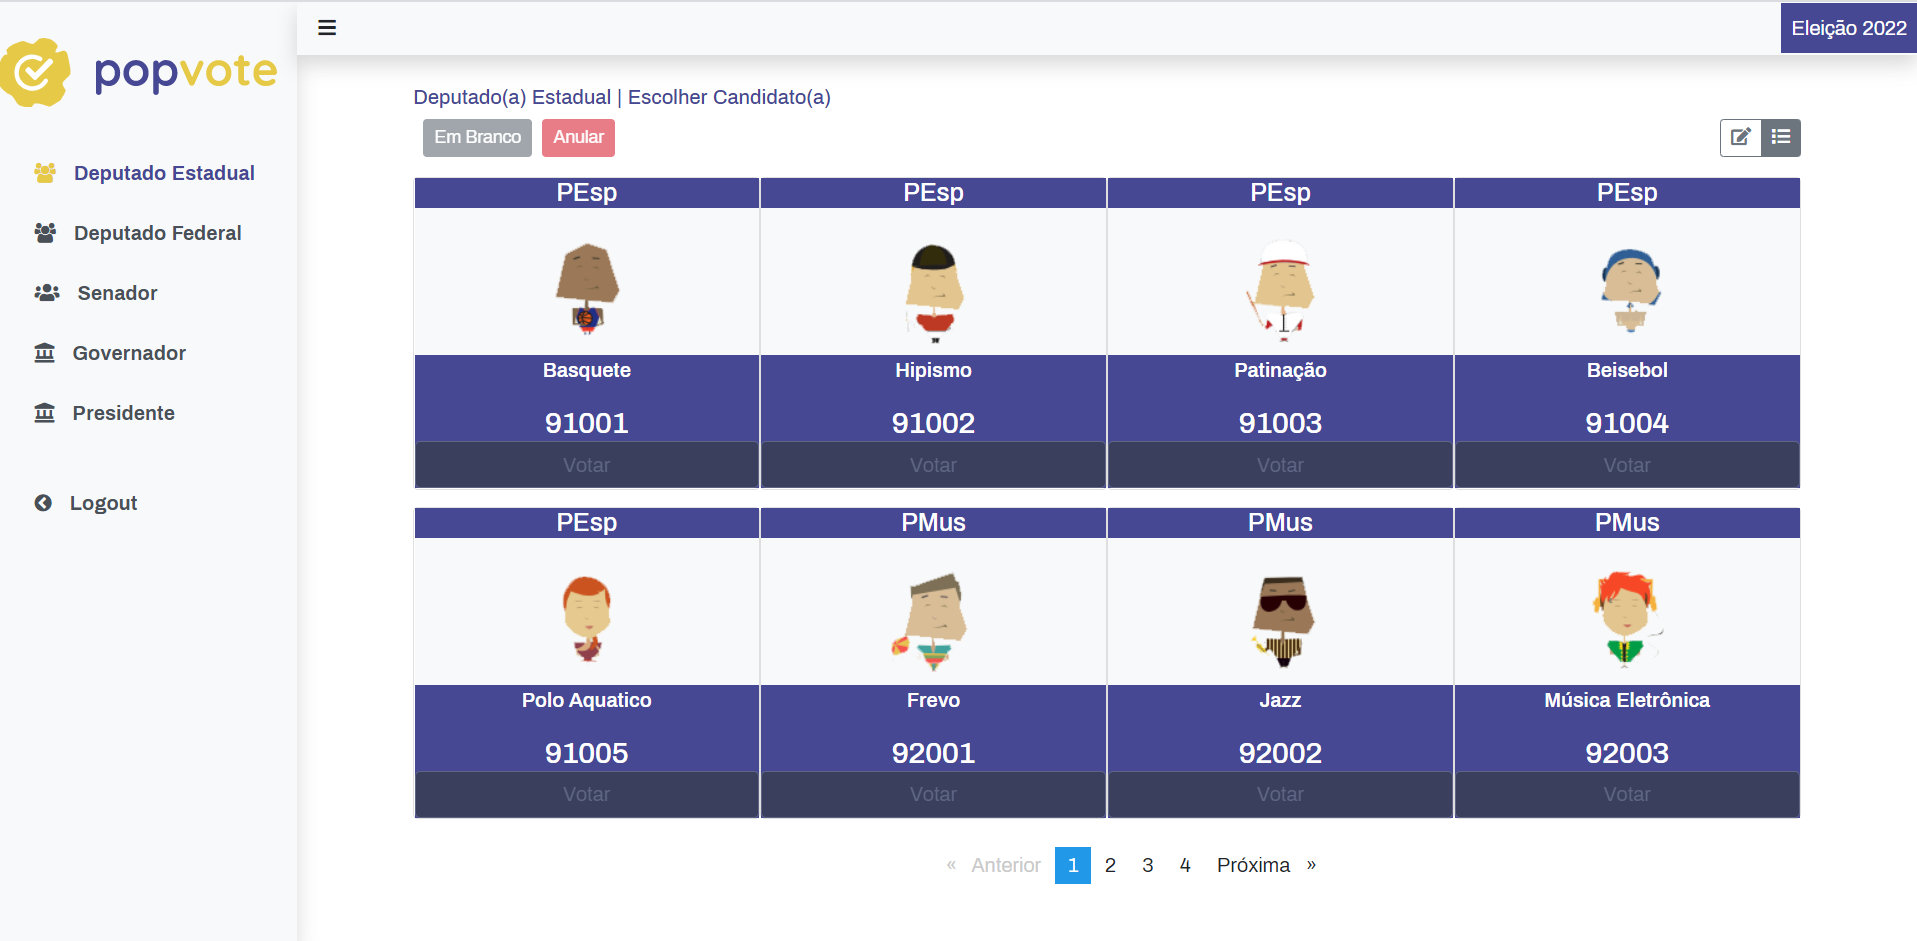 popvote
Eleição 2022
Deputado Estadual
Deputado Federal
Senador
Governador
Presidente
Logout
Deputado(a) Estadual | Escolher Candidato(a)
Em Branco Anular
PEsp PEsp PEsp PEsp
Basquete Hipismo Patinação Beisebol
91001 91002 91003 91004
Votar Votar Votar Votar
PEsp PMus PMus PMus
Polo Aquatico Frevo Jazz Música Eletrônica
91005 92001 92002 92003
Votar Votar Votar Votar
« Anterior 1 2 3 4 Próxima »